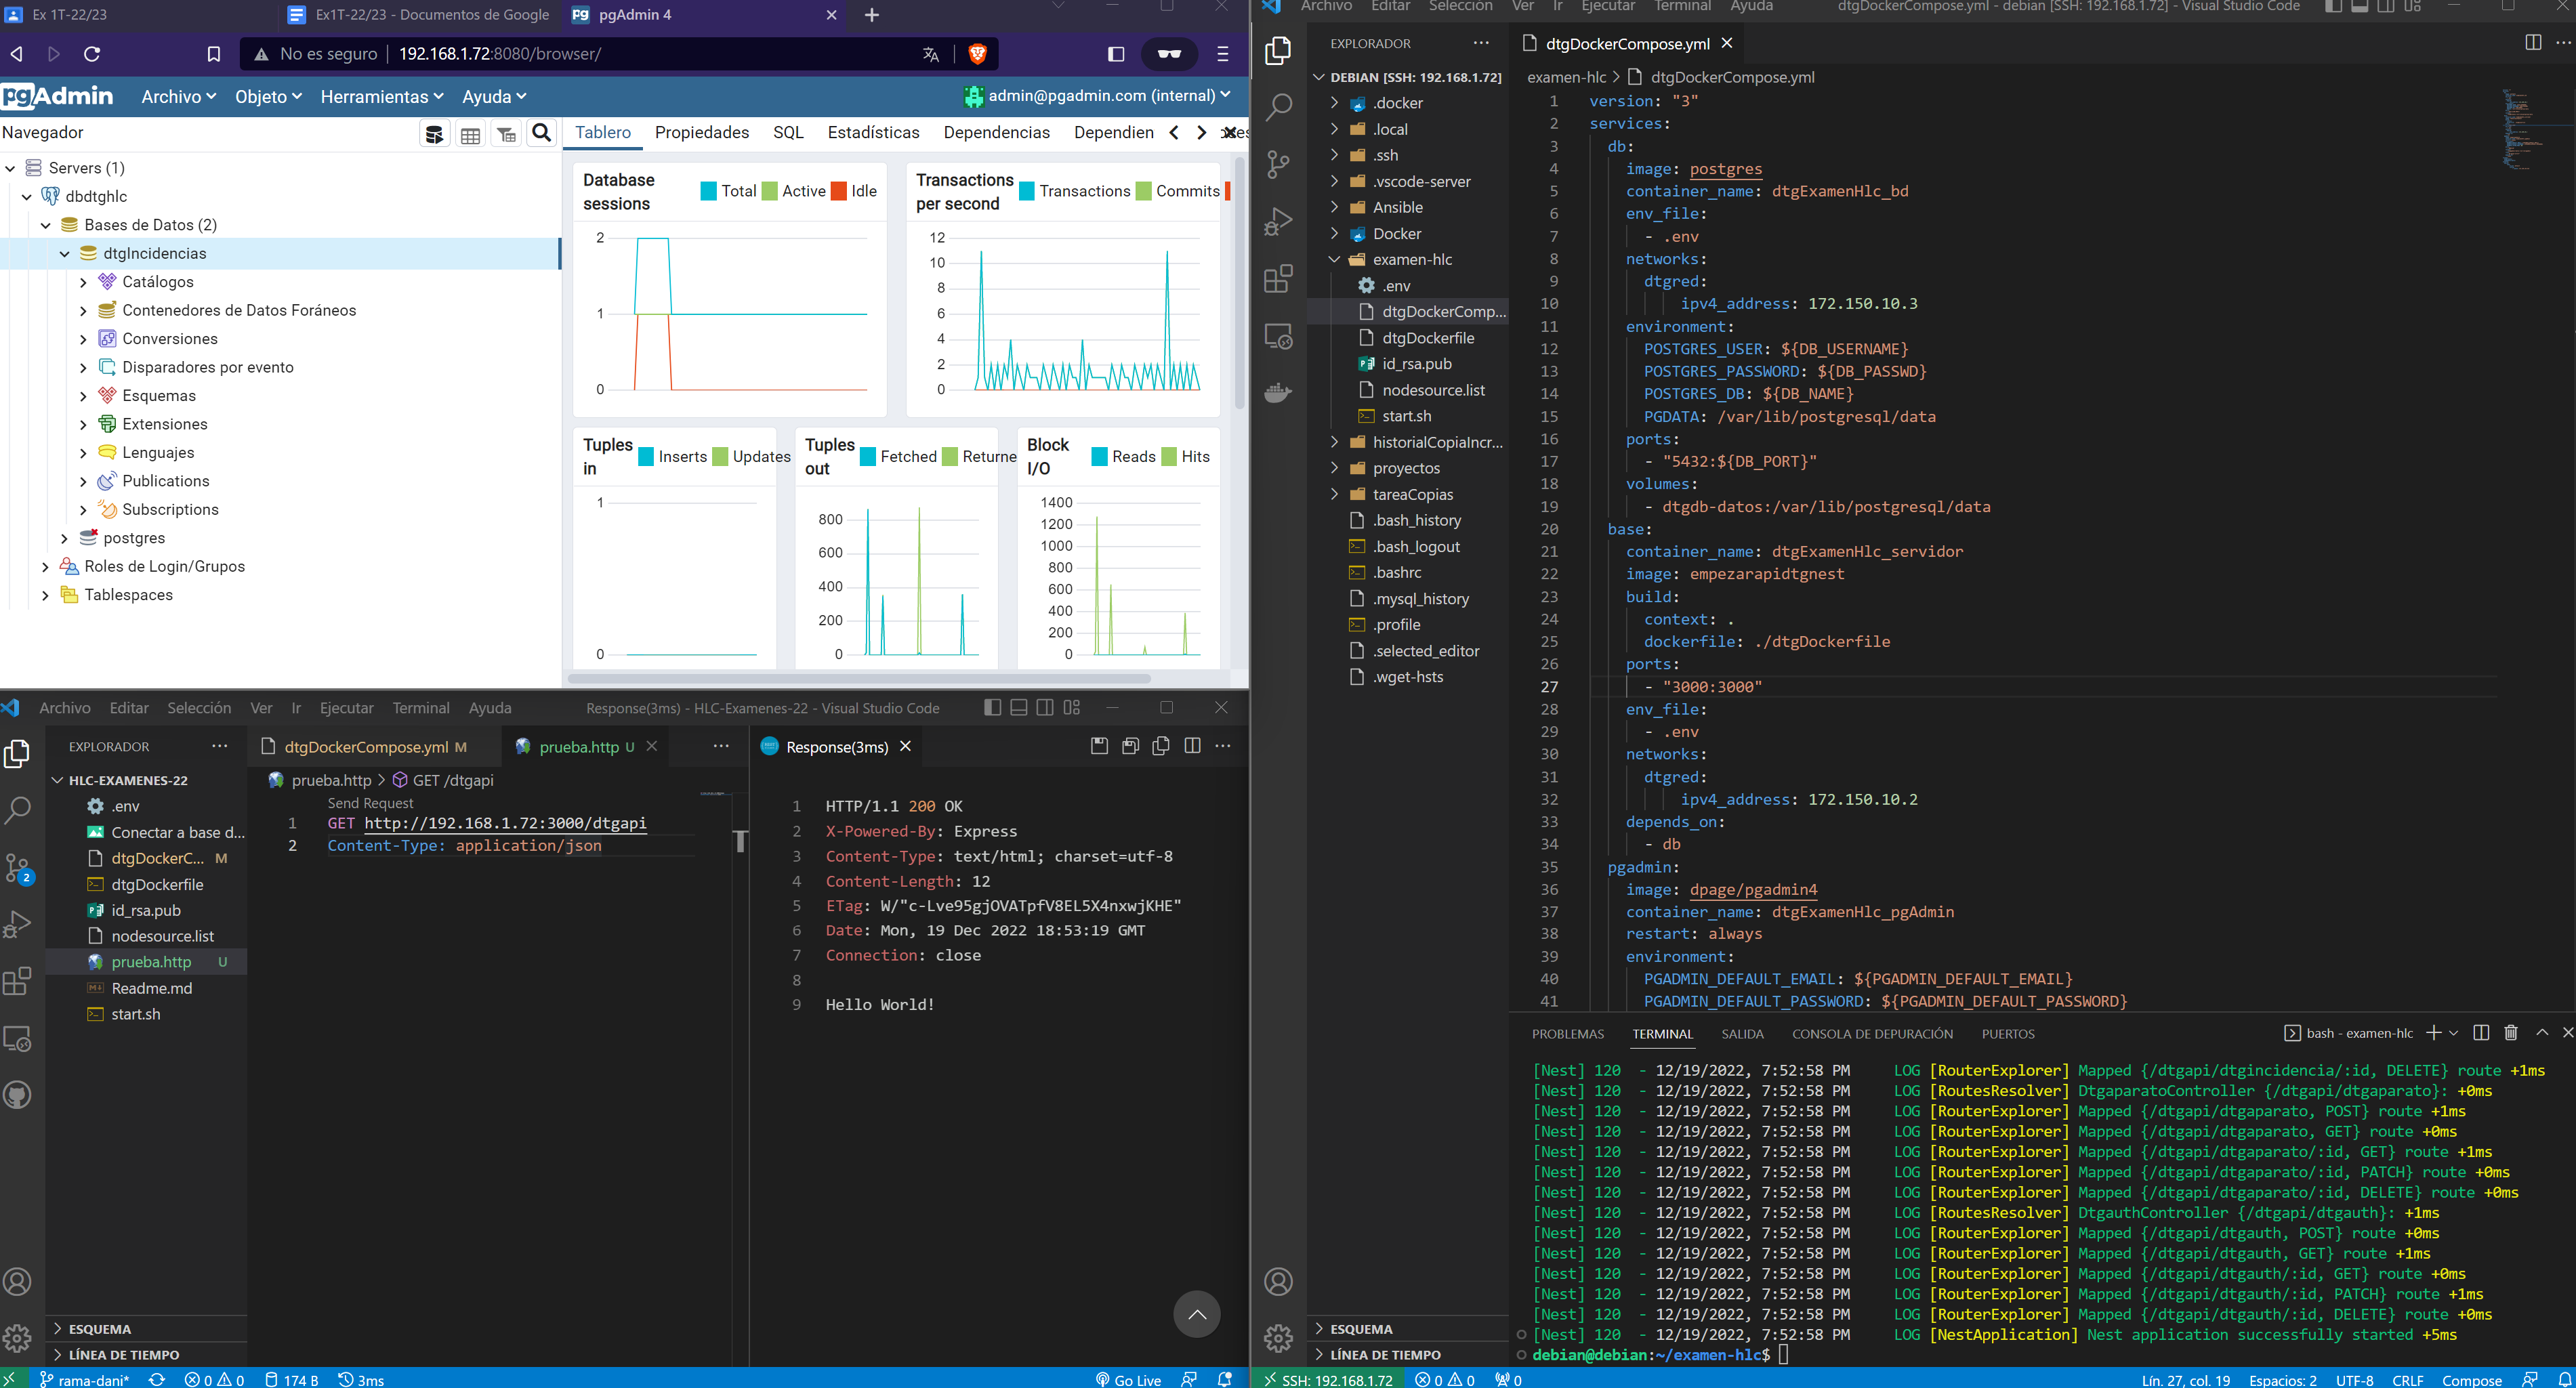 Ex 1T-22/23
Ex1T-22/23 - Documentos de Google
pgAdmin 4
No es seguro
192.168.1.72:8080/browser/
pgAdmin
Archivo
Objeto
Herramientas
Ayuda
admin@pgadmin.com (internal)
Navegador
Servers (1)
dbdtghlc
Bases de Datos (2)
dtgIncidencias
Catálogos
Contenedores de Datos Foráneos
Conversiones
Disparadores por evento
Esquemas
Extensiones
Lenguajes
Publications
Subscriptions
postgres
Roles de Login/Grupos
Tablespaces
Tablero
Propiedades
SQL
Estadísticas
Dependencias
Dependien
Database sessions
Total
Active
Idle
2
1
0
Transactions per second
Transactions
Commits
12
10
8
6
4
2
0
Tuples in
Inserts
Updates
1
0
Tuples out
Fetched
Returne
800
600
400
200
0
Block I/O
Reads
Hits
1400
1200
1000
800
600
400
200
0
Archivo Editar Selección Ver Ir Ejecutar Terminal Ayuda
Response(3ms) - HLC-Examenes-22 - Visual Studio Code
EXPLORADOR
HLC-EXAMENES-22
.env
Conectar a base d...
dtgDockerC... M
dtgDockerfile
id_rsa.pub
nodesource.list
prueba.http U
Readme.md
start.sh
ESQUEMA
LÍNEA DE TIEMPO
2
dtgDockerCompose.yml M
prueba.http U
prueba.http > GET /dtgapi
Send Request
1 GET http://192.168.1.72:3000/dtgapi
2 Content-Type: application/json
Response(3ms)
1 HTTP/1.1 200 OK
2 X-Powered-By: Express
3 Content-Type: text/html; charset=utf-8
4 Content-Length: 12
5 ETag: W/"c-Lve95gjOVATpfV8EL5X4nxwjKHE"
6 Date: Mon, 19 Dec 2022 18:53:19 GMT
7 Connection: close
8
9 Hello World!
rama-dani*
0 0
174 B
3ms
Go Live
Archivo Editar Selección Ver Ir Ejecutar Terminal Ayuda
dtgDockerCompose.yml - debian [SSH: 192.168.1.72] - Visual Studio Code
EXPLORADOR
DEBIAN [SSH: 192.168.1.72]
.docker
.local
.ssh
.vscode-server
Ansible
Docker
examen-hlc
.env
dtgDockerComp...
dtgDockerfile
id_rsa.pub
nodesource.list
start.sh
historialCopiaIncr...
proyectos
tareaCopias
.bash_history
.bash_logout
.bashrc
.mysql_history
.profile
.selected_editor
.wget-hsts
ESQUEMA
LÍNEA DE TIEMPO
dtgDockerCompose.yml
examen-hlc > dtgDockerCompose.yml
1 version: "3"
2 services:
3 db:
4 image: postgres
5 container_name: dtgExamenHlc_bd
6 env_file:
7 - .env
8 networks:
9 dtgred:
10 ipv4_address: 172.150.10.3
11 environment:
12 POSTGRES_USER: ${DB_USERNAME}
13 POSTGRES_PASSWORD: ${DB_PASSWD}
14 POSTGRES_DB: ${DB_NAME}
15 PGDATA: /var/lib/postgresql/data
16 ports:
17 - "5432:${DB_PORT}"
18 volumes:
19 - dtgdb-datos:/var/lib/postgresql/data
20 base:
21 container_name: dtgExamenHlc_servidor
22 image: empezarapidtgnest
23 build:
24 context: .
25 dockerfile: ./dtgDockerfile
26 ports:
27 - "3000:3000"
28 env_file:
29 - .env
30 networks:
31 dtgred:
32 ipv4_address: 172.150.10.2
33 depends_on:
34 - db
35 pgadmin:
36 image: dpage/pgadmin4
37 container_name: dtgExamenHlc_pgAdmin
38 restart: always
39 environment:
40 PGADMIN_DEFAULT_EMAIL: ${PGADMIN_DEFAULT_EMAIL}
41 PGADMIN_DEFAULT_PASSWORD: ${PGADMIN_DEFAULT_PASSWORD}
PROBLEMAS TERMINAL SALIDA CONSOLA DE DEPURACIÓN PUERTOS
bash - examen-hlc
[Nest] 120 - 12/19/2022, 7:52:58 PM LOG [RouterExplorer] Mapped {/dtgapi/dtgincidencia/:id, DELETE} route +1ms
[Nest] 120 - 12/19/2022, 7:52:58 PM LOG [RoutesResolver] DtgaparatoController {/dtgapi/dtgaparato}: +0ms
[Nest] 120 - 12/19/2022, 7:52:58 PM LOG [RouterExplorer] Mapped {/dtgapi/dtgaparato, POST} route +1ms
[Nest] 120 - 12/19/2022, 7:52:58 PM LOG [RouterExplorer] Mapped {/dtgapi/dtgaparato, GET} route +0ms
[Nest] 120 - 12/19/2022, 7:52:58 PM LOG [RouterExplorer] Mapped {/dtgapi/dtgaparato/:id, GET} route +1ms
[Nest] 120 - 12/19/2022, 7:52:58 PM LOG [RouterExplorer] Mapped {/dtgapi/dtgaparato/:id, PATCH} route +0ms
[Nest] 120 - 12/19/2022, 7:52:58 PM LOG [RouterExplorer] Mapped {/dtgapi/dtgaparato/:id, DELETE} route +0ms
[Nest] 120 - 12/19/2022, 7:52:58 PM LOG [RoutesResolver] DtgauthController {/dtgapi/dtgauth}: +1ms
[Nest] 120 - 12/19/2022, 7:52:58 PM LOG [RouterExplorer] Mapped {/dtgapi/dtgauth, POST} route +0ms
[Nest] 120 - 12/19/2022, 7:52:58 PM LOG [RouterExplorer] Mapped {/dtgapi/dtgauth, GET} route +1ms
[Nest] 120 - 12/19/2022, 7:52:58 PM LOG [RouterExplorer] Mapped {/dtgapi/dtgauth/:id, GET} route +0ms
[Nest] 120 - 12/19/2022, 7:52:58 PM LOG [RouterExplorer] Mapped {/dtgapi/dtgauth/:id, PATCH} route +1ms
[Nest] 120 - 12/19/2022, 7:52:58 PM LOG [RouterExplorer] Mapped {/dtgapi/dtgauth/:id, DELETE} route +0ms
[Nest] 120 - 12/19/2022, 7:52:58 PM LOG [NestApplication] Nest application successfully started +5ms
debian@debian:~/examen-hlc$
SSH: 192.168.1.72
0 0
0
Lín. 27, col. 19
Espacios: 2
UTF-8
CRLF
Compose